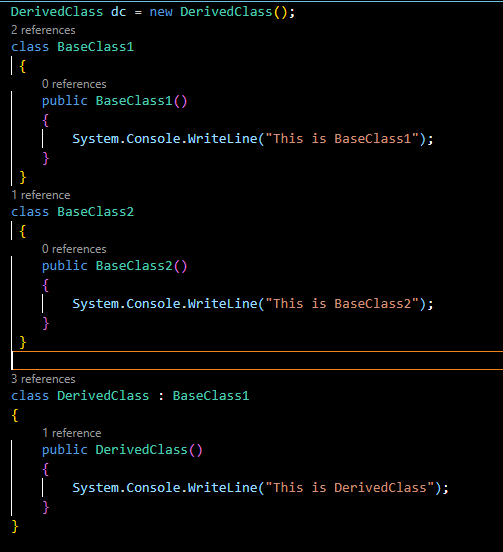 DerivedClass dc = new DerivedClass();
2 references
class BaseClass1
{
0 references
public BaseClass1()
{
System.Console.WriteLine("This is BaseClass1");
}
}
1 reference
class BaseClass2
{
0 references
public BaseClass2()
{
System.Console.WriteLine("This is BaseClass2");
}
}
3 references
class DerivedClass : BaseClass1
{
1 reference
public DerivedClass()
{
System.Console.WriteLine("This is DerivedClass");
}
}